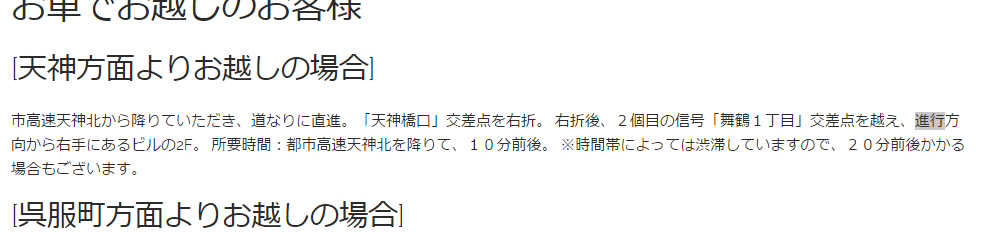 お車でお越しのお客様
[天神方面よりお越しの場合]
市高速天神北から降りていただき、道なりに直進。「天神橋口」交差点を右折。 右折後、２個目の信号「舞鶴１丁目」交差点を越え、進行方
向から右手にあるビルの2F。 所要時間：都市高速天神北を降りて、１０分前後。 ※時間帯によっては渋滞していますので、２０分前後かかる
場合もございます。
[呉服町方面よりお越しの場合]